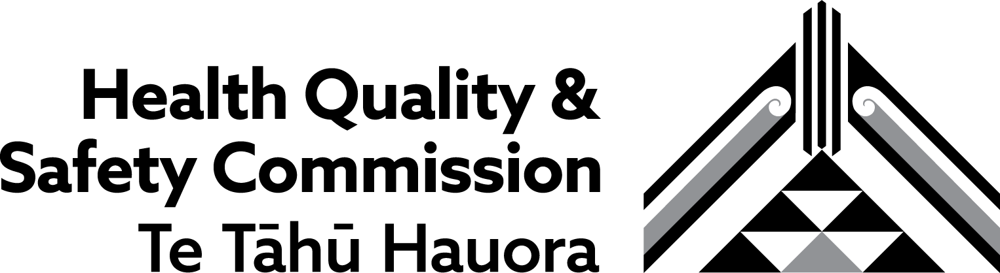 Health Quality &
Safety Commission
Te Tāhū Hauora